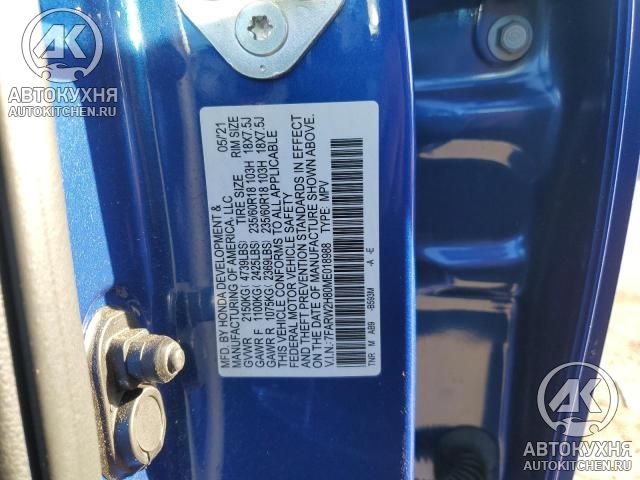 MFD. BY HONDA DEVELOPMENT &
MANUFACTURING OF AMERICA, LLC 05/'21
GVWR 2150KG( 4739LBS) TIRE SIZE RIM SIZE
GAWR F 1100KG( 2425LBS) 235/60R18 103H 18X7.5J
GAWR R 1075KG( 2369LBS) 235/60R18 103H 18X7.5J
THIS VEHICLE CONFORMS TO ALL APPLICABLE
FEDERAL MOTOR VEHICLE SAFETY
AND THEFT PREVENTION STANDARDS IN EFFECT
ON THE DATE OF MANUFACTURE SHOWN ABOVE.
V.I.N.:7FARW2H80ME018988 TYPE: MPV
TNR M AB9 -B593M -A -E
АК
АВТОКУХНЯ
AUTOKITCHEN.RU
АК
АВТОКУХНЯ
AUTOKITCHEN.RU